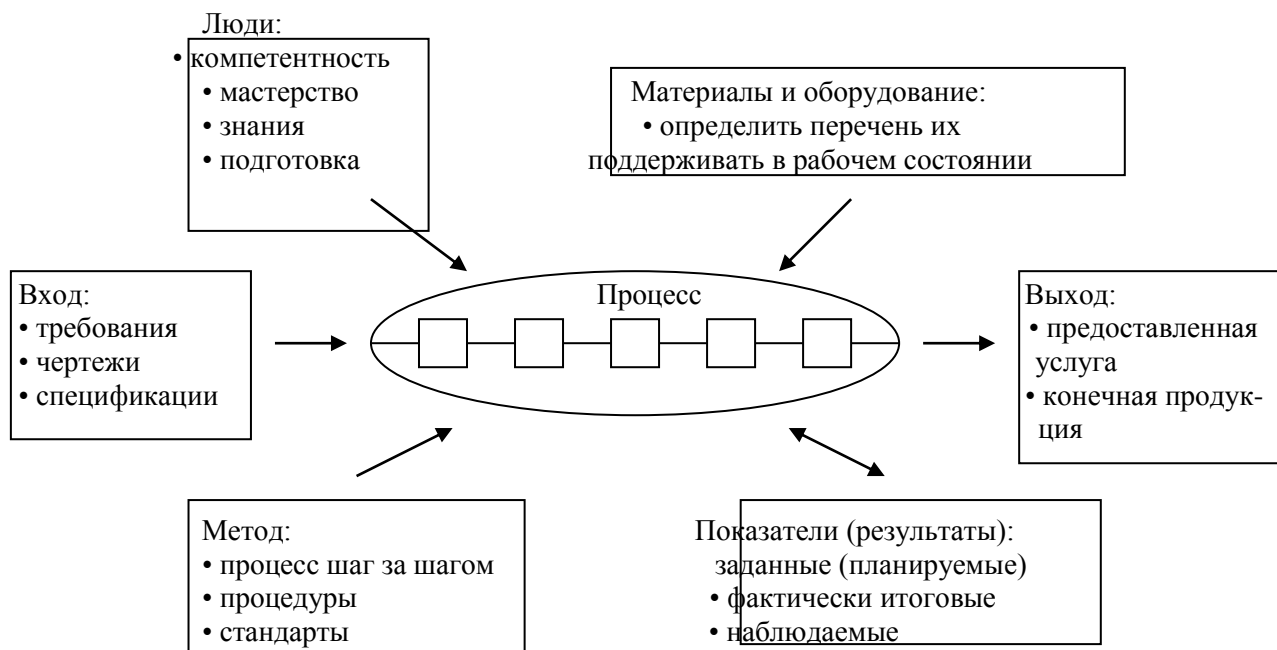 Люди:
• компетентность
• мастерство
• знания
• подготовка
Материалы и оборудование:
• определить перечень их
поддерживать в рабочем состоянии
Вход:
• требования
• чертежи
• спецификации
Процесс
Выход:
• предоставленная
услуга
• конечная продук-
ция
Метод:
• процесс шаг за шагом
• процедуры
• стандарты
Показатели (результаты):
заданные (планируемые)
• фактически итоговые
• наблюдаемые